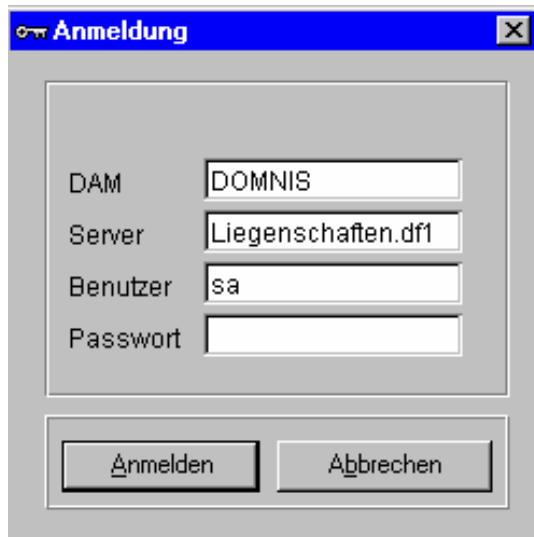 Anmeldung
DAM DOMNIS
Server Liegenschaften.df1
Benutzer sa
Passwort
Anmelden Abbrechen